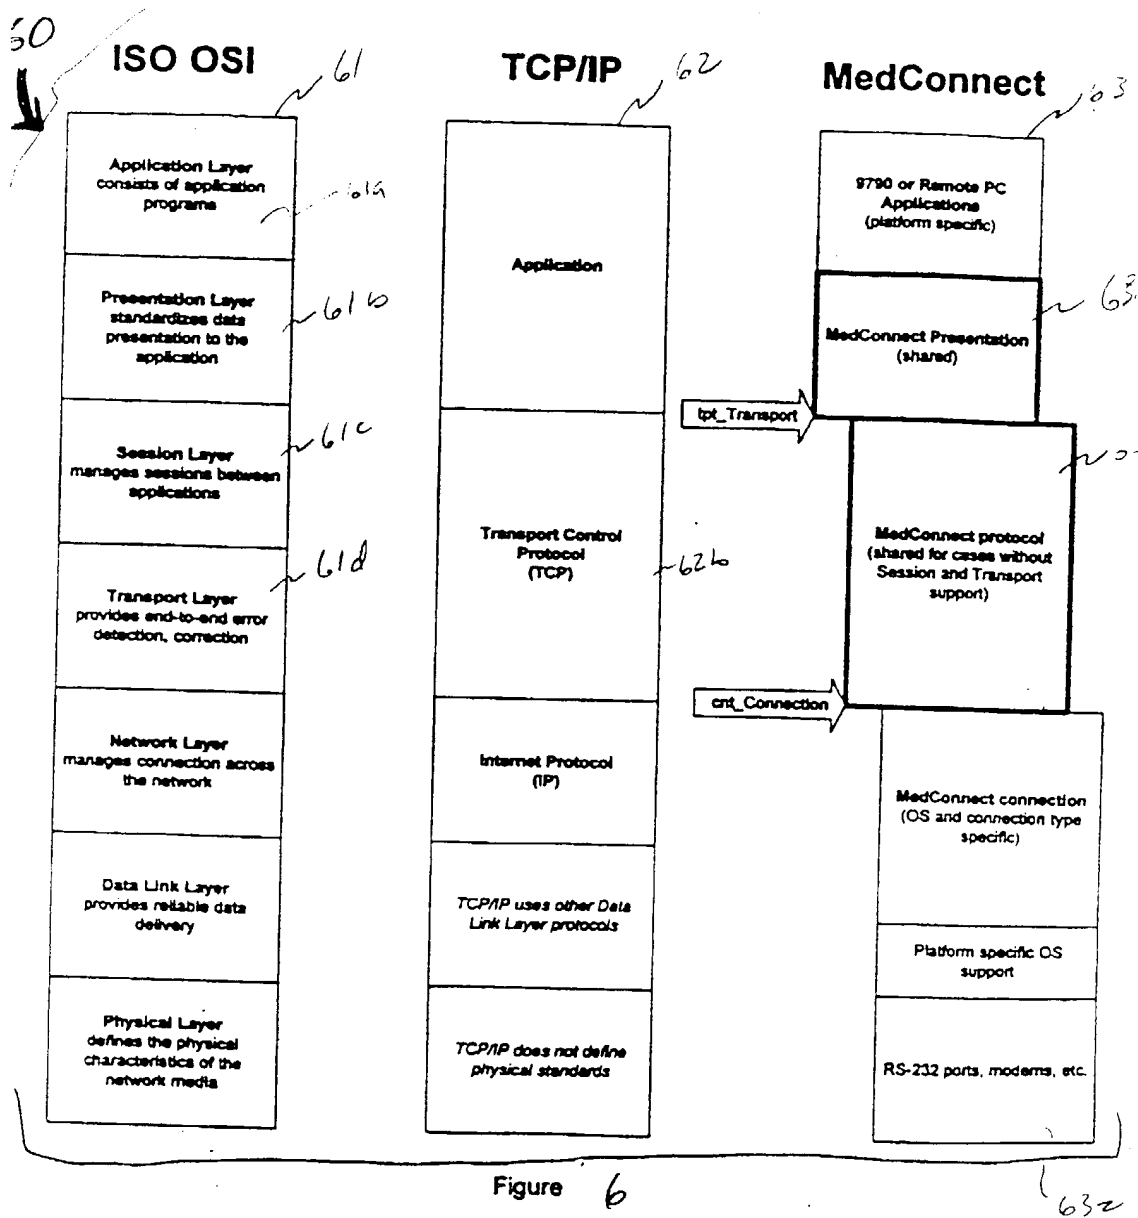 ISO OSI
61
Application Layer
consists of application
programs
61a
Presentation Layer
standardizes data
presentation to the
application
61b
Session Layer
manages sessions between
applications
61c
Transport Layer
provides end-to-end error
detection, correction
61d
Network Layer
manages connection across
the network
Data Link Layer
provides reliable data
delivery
Physical Layer
defines the physical
characteristics of the
network media
TCP/IP
62
Application
Transport Control
Protocol
(TCP)
62b
Internet Protocol
(IP)
TCP/IP uses other Data
Link Layer protocols
TCP/IP does not define
physical standards
MedConnect
63
9790 or Remote PC
Applications
(platform specific)
63
MedConnect Presentation
(shared)
tpt_Transport
MedConnect protocol
(shared for cases without
Session and Transport
support)
cnt_Connection
MedConnect connection
(OS and connection type
specific)
Platform specific OS
support
RS-232 ports, modems, etc.
63z
Figure 6